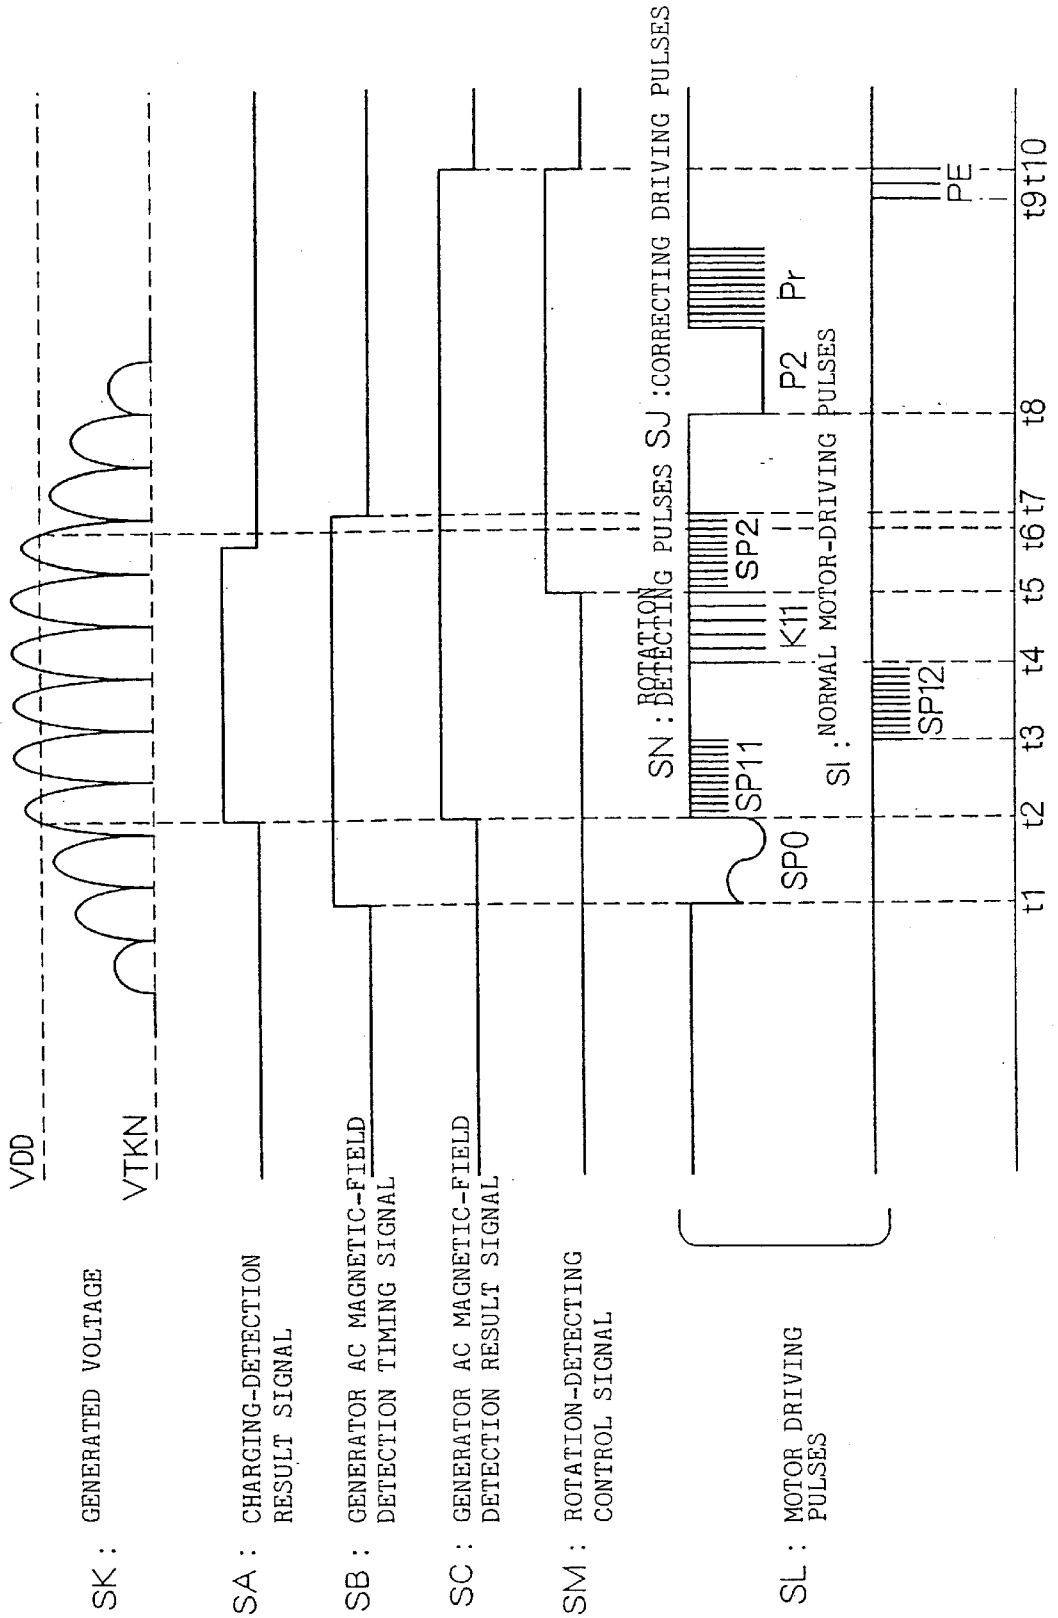 SK : GENERATED VOLTAGE
VDD
VTKN
SA : CHARGING-DETECTION
RESULT SIGNAL
SB : GENERATOR AC MAGNETIC-FIELD
DETECTION TIMING SIGNAL
SC : GENERATOR AC MAGNETIC-FIELD
DETECTION RESULT SIGNAL
SM : ROTATION-DETECTING
CONTROL SIGNAL
SL : MOTOR DRIVING
PULSES
ROTATION
SN : DETECTING PULSES
SJ : CORRECTING DRIVING PULSES
SP0
SP11
K11
SP2
P2
Pr
SI : NORMAL MOTOR-DRIVING PULSES
SP12
PE
t1 t2 t3 t4 t5 t6 t7 t8 t9 t10